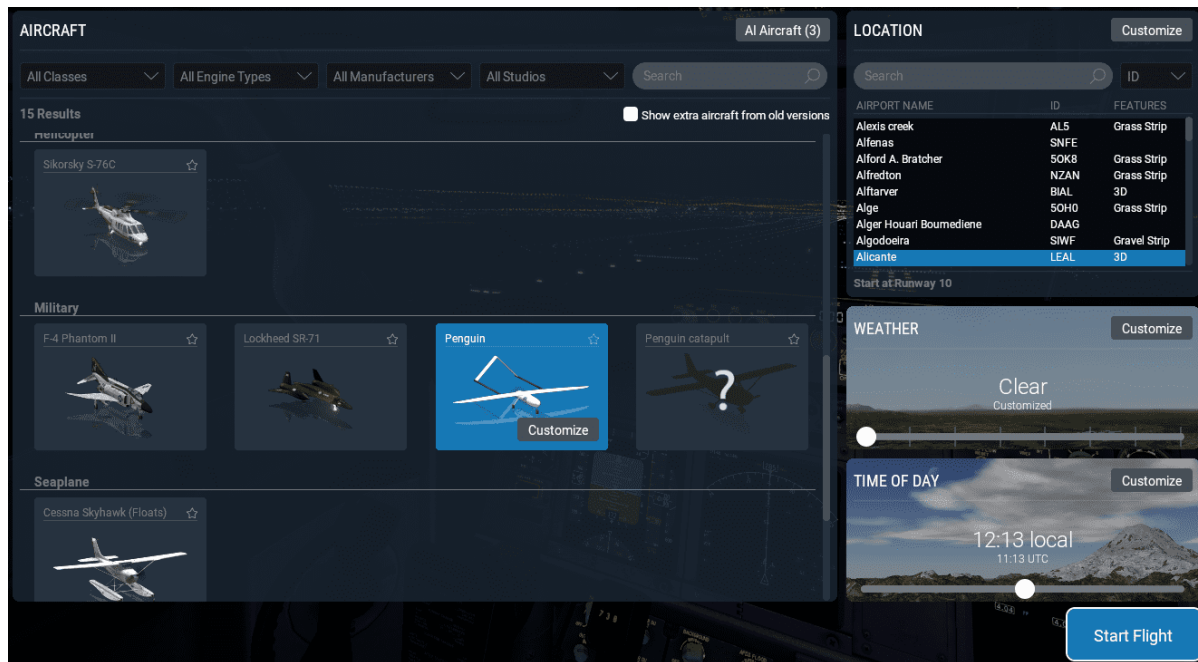 AIRCRAFT
AI Aircraft (3)
All Classes
All Engine Types
All Manufacturers
All Studios
Search
15 Results
Show extra aircraft from old versions
Helicopter
Sikorsky S-76C
Military
F-4 Phantom II
Lockheed SR-71
Penguin
Customize
Penguin catapult
?
Seaplane
Cessna Skyhawk (Floats)
LOCATION
Customize
Search
ID
AIRPORT NAME ID FEATURES
Alexis creek AL5 Grass Strip
Alfenas SNFE
Alford A. Bratcher 5OK8 Grass Strip
Alfredton NZAN Grass Strip
Alftarver BIAL 3D
Alge 50H0 Grass Strip
Alger Houari Boumediene DAAG
Algodoeira SIWF Gravel Strip
Alicante LEAL 3D
Start at Runway 10
WEATHER
Customize
Clear
Customized
TIME OF DAY
Customize
12:13 local
11:13 UTC
Start Flight